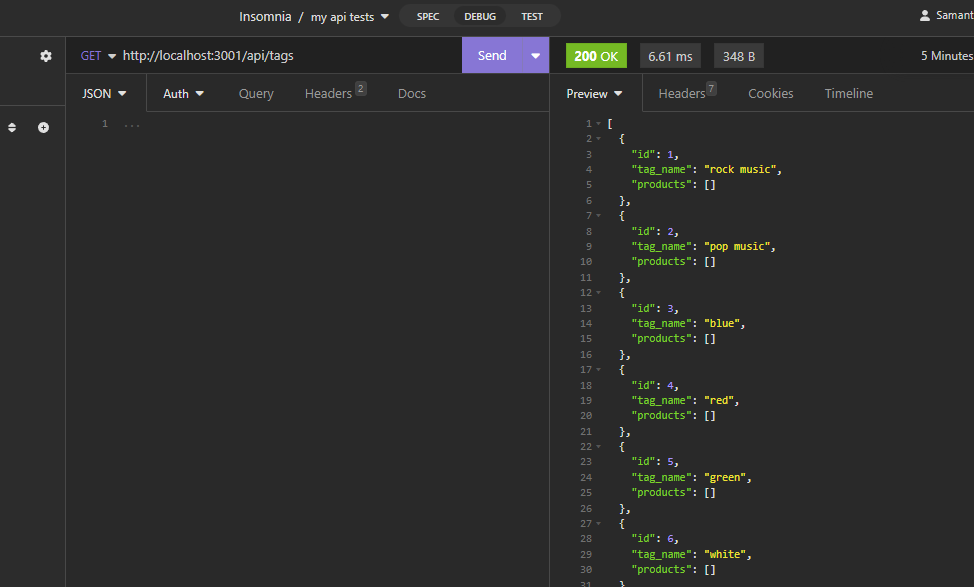 Insomnia / my api tests SPEC DEBUG TEST Samant
GET http://localhost:3001/api/tags Send 200 OK 6.61 ms 348 B 5 Minutes
JSON Auth Query Headers 2 Docs Preview Headers 7 Cookies Timeline
1 ...
1 [
2 {
3 "id": 1,
4 "tag_name": "rock music",
5 "products": []
6 },
7 {
8 "id": 2,
9 "tag_name": "pop music",
10 "products": []
11 },
12 {
13 "id": 3,
14 "tag_name": "blue",
15 "products": []
16 },
17 {
18 "id": 4,
19 "tag_name": "red",
20 "products": []
21 },
22 {
23 "id": 5,
24 "tag_name": "green",
25 "products": []
26 },
27 {
28 "id": 6,
29 "tag_name": "white",
30 "products": []
31 }